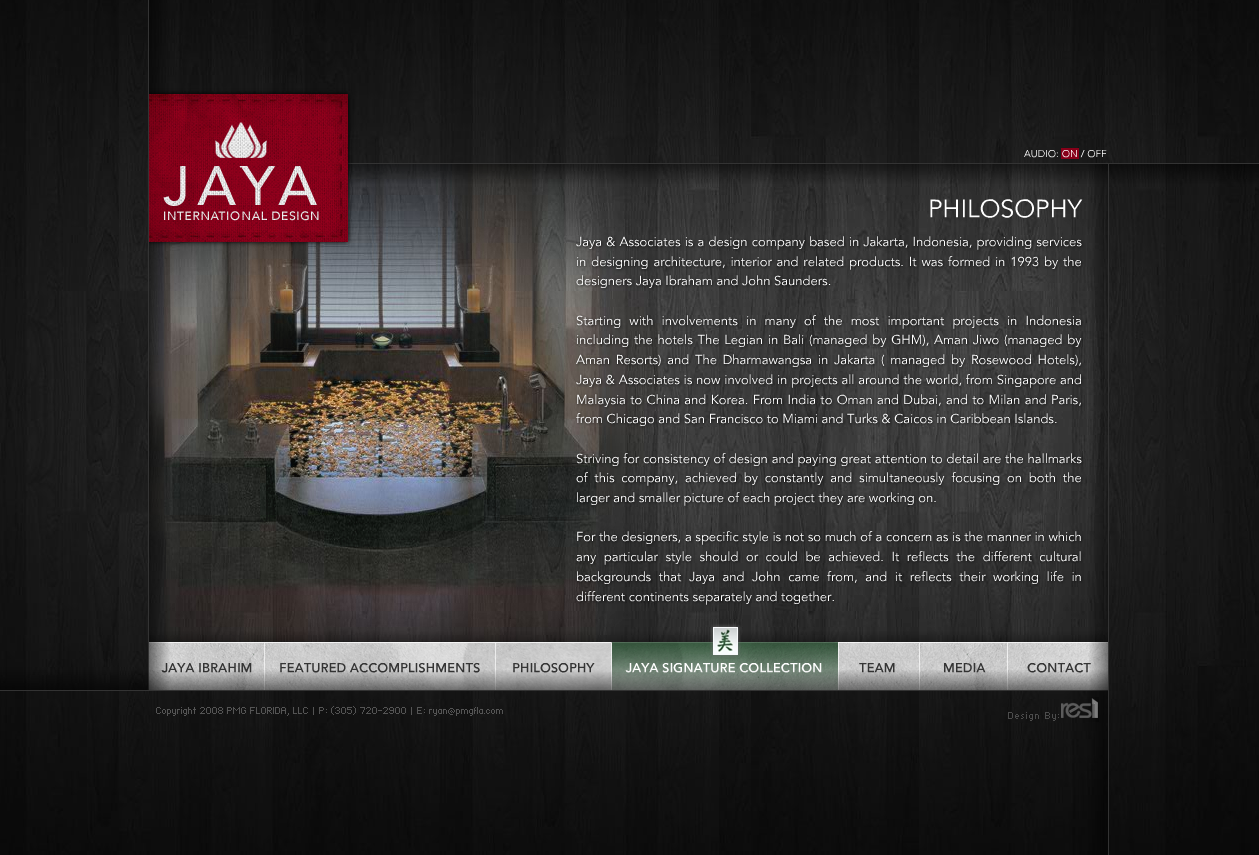 JAYA
INTERNATIONAL DESIGN
AUDIO: ON / OFF
PHILOSOPHY
Jaya & Associates is a design company based in Jakarta, Indonesia, providing services
in designing architecture, interior and related products. It was formed in 1993 by the
designers Jaya Ibrahim and John Saunders.
Starting with involvements in many of the most important projects in Indonesia
including the hotels The Legian in Bali (managed by GHM), Aman Jiwo (managed by
Aman Resorts) and The Dharmawangsa in Jakarta ( managed by Rosewood Hotels),
Jaya & Associates is now involved in projects all around the world, from Singapore and
Malaysia to China and Korea. From India to Oman and Dubai, and to Milan and Paris,
from Chicago and San Francisco to Miami and Turks & Caicos in Caribbean Islands.
Striving for consistency of design and paying great attention to detail are the hallmarks
of this company, achieved by constantly and simultaneously focusing on both the
larger and smaller picture of each project they are working on.
For the designers, a specific style is not so much of a concern as is the manner in which
any particular style should or could be achieved. It reflects the different cultural
backgrounds that Jaya and John came from, and it reflects their working life in
different continents separately and together.
美
JAYA IBRAHIM FEATURED ACCOMPLISHMENTS PHILOSOPHY JAYA SIGNATURE COLLECTION TEAM MEDIA CONTACT
Copyright 2008 PMG FLORIDA, LLC | P: (305) 720-2900 | E: ryan@pmgfla.com
Design By: res1